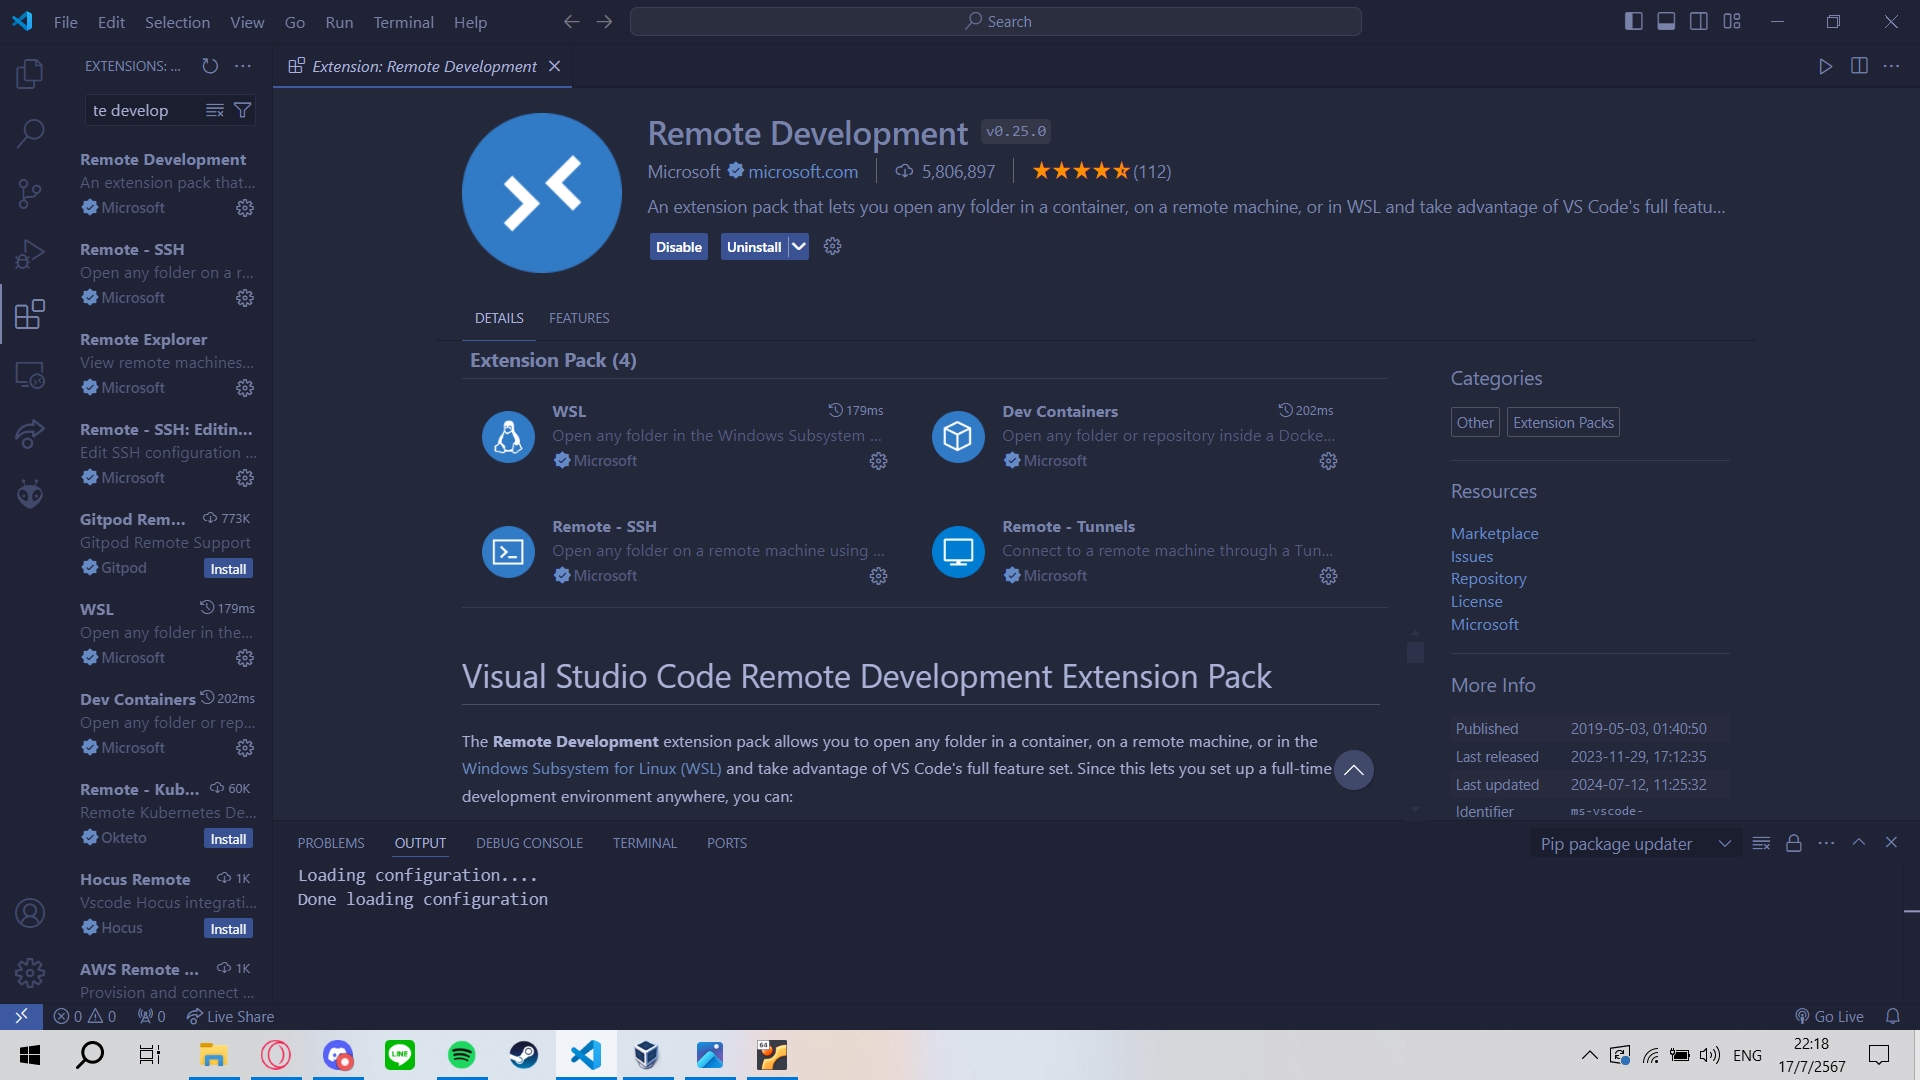 File Edit Selection View Go Run Terminal Help
Search
EXTENSIONS: ...
te develop
Remote Development
An extension pack that...
Microsoft
Remote - SSH
Open any folder on a r...
Microsoft
Remote Explorer
View remote machines...
Microsoft
Remote - SSH: Editin...
Edit SSH configuration ...
Microsoft
Gitpod Rem... 773K
Gitpod Remote Support
Gitpod Install
WSL 179ms
Open any folder in the...
Microsoft
Dev Containers 202ms
Open any folder or rep...
Microsoft
Remote - Kub... 60K
Remote Kubernetes De...
Okteto Install
Hocus Remote 1K
Vscode Hocus integrati...
Hocus Install
AWS Remote ... 1K
Provision and connect ...
Extension: Remote Development
Remote Development v0.25.0
Microsoft microsoft.com 5,806,897 (112)
An extension pack that lets you open any folder in a container, on a remote machine, or in WSL and take advantage of VS Code's full featu...
Disable Uninstall
DETAILS FEATURES
Extension Pack (4)
WSL 179ms
Open any folder in the Windows Subsystem ...
Microsoft
Dev Containers 202ms
Open any folder or repository inside a Docke...
Microsoft
Remote - SSH
Open any folder on a remote machine using ...
Microsoft
Remote - Tunnels
Connect to a remote machine through a Tun...
Microsoft
Visual Studio Code Remote Development Extension Pack
The Remote Development extension pack allows you to open any folder in a container, on a remote machine, or in the
Windows Subsystem for Linux (WSL) and take advantage of VS Code's full feature set. Since this lets you set up a full-time
development environment anywhere, you can:
Categories
Other Extension Packs
Resources
Marketplace
Issues
Repository
License
Microsoft
More Info
Published 2019-05-03, 01:40:50
Last released 2023-11-29, 17:12:35
Last updated 2024-07-12, 11:25:32
Identifier ms-vscode-
PROBLEMS OUTPUT DEBUG CONSOLE TERMINAL PORTS
Pip package updater
Loading configuration....
Done loading configuration
0 0 0 Live Share
Go Live
LINE
64
ENG
22:18
17/7/2567